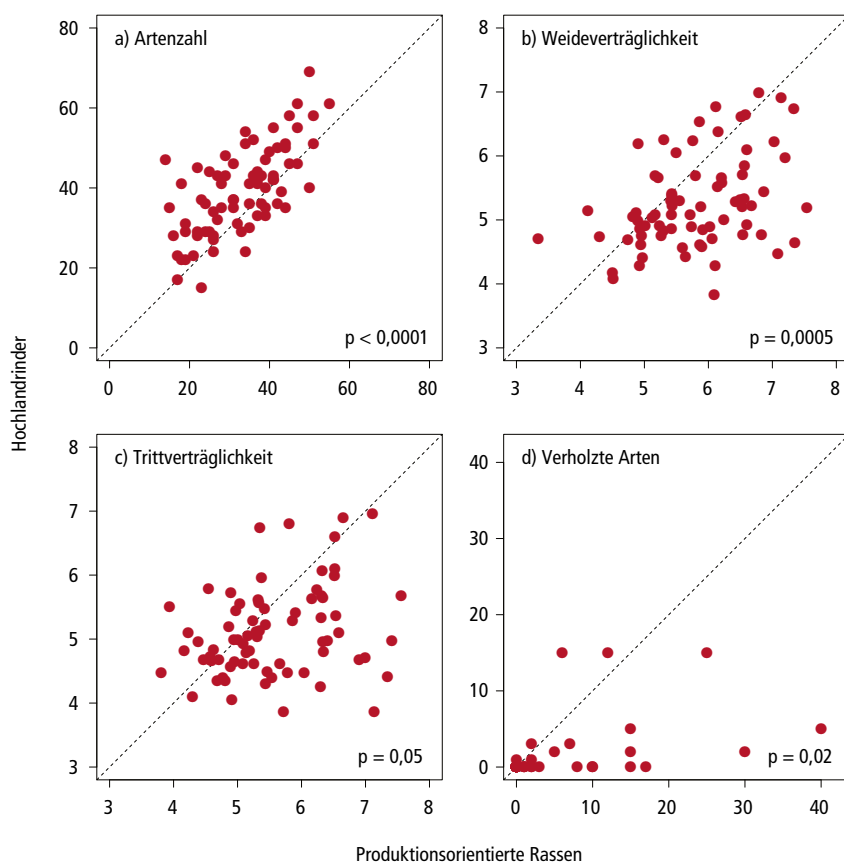 a) Artenzahl
80
60
40
20
0
p < 0,0001
0 20 40 60 80
b) Weideverträglichkeit
8
7
6
5
4
3
p = 0,0005
3 4 5 6 7 8
Hochlandrinder
c) Trittverträglichkeit
8
7
6
5
4
3
p = 0,05
3 4 5 6 7 8
d) Verholzte Arten
40
30
20
10
0
p = 0,02
0 10 20 30 40
Produktionsorientierte Rassen